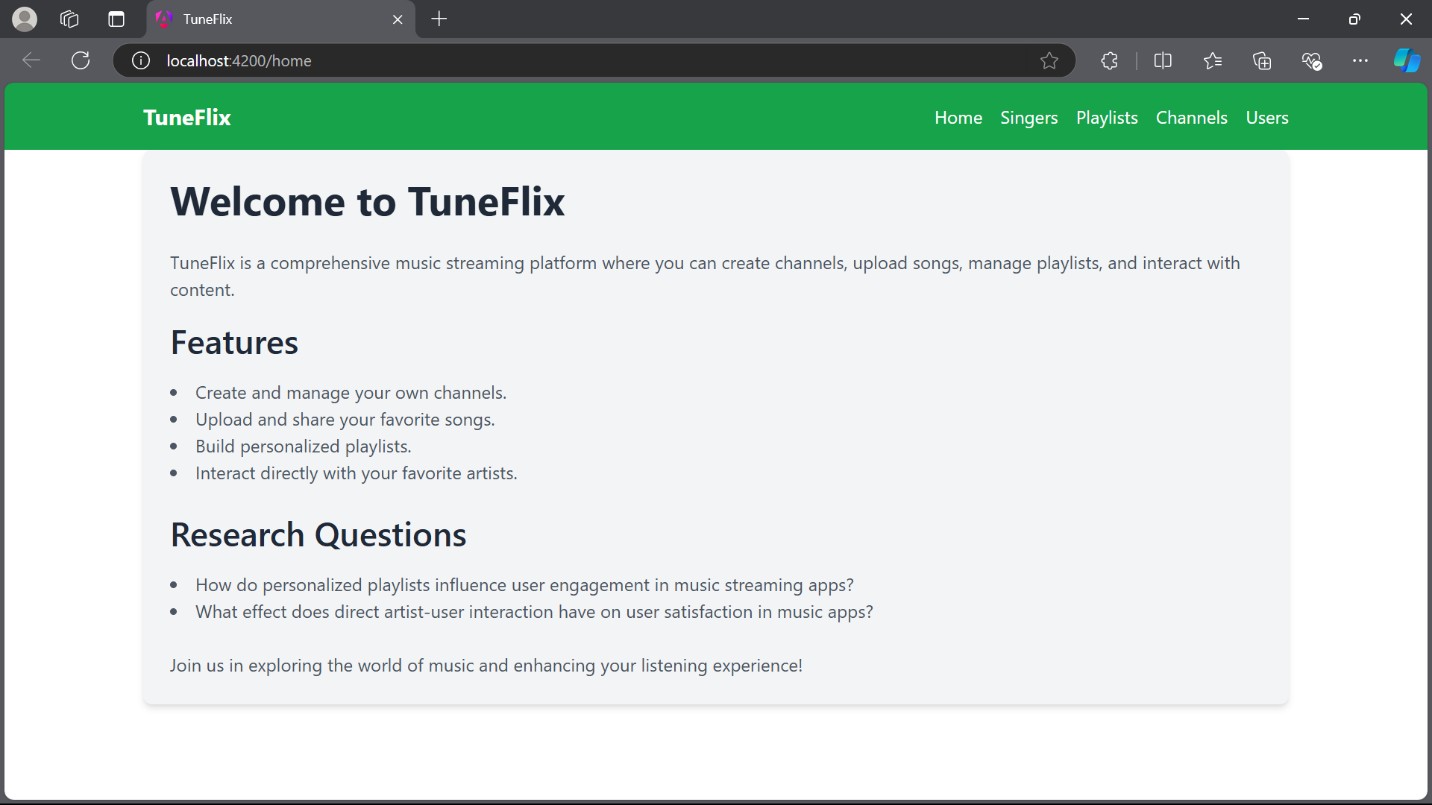 TuneFlix
localhost:4200/home
TuneFlix
Home Singers Playlists Channels Users
Welcome to TuneFlix
TuneFlix is a comprehensive music streaming platform where you can create channels, upload songs, manage playlists, and interact with
content.
Features
Create and manage your own channels.
Upload and share your favorite songs.
Build personalized playlists.
Interact directly with your favorite artists.
Research Questions
How do personalized playlists influence user engagement in music streaming apps?
What effect does direct artist-user interaction have on user satisfaction in music apps?
Join us in exploring the world of music and enhancing your listening experience!